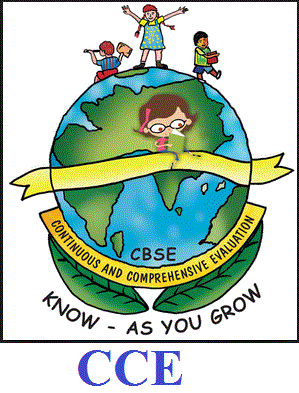 CBSE
CONTINUOUS AND COMPREHENSIVE EVALUATION
KNOW - AS YOU GROW
CCE